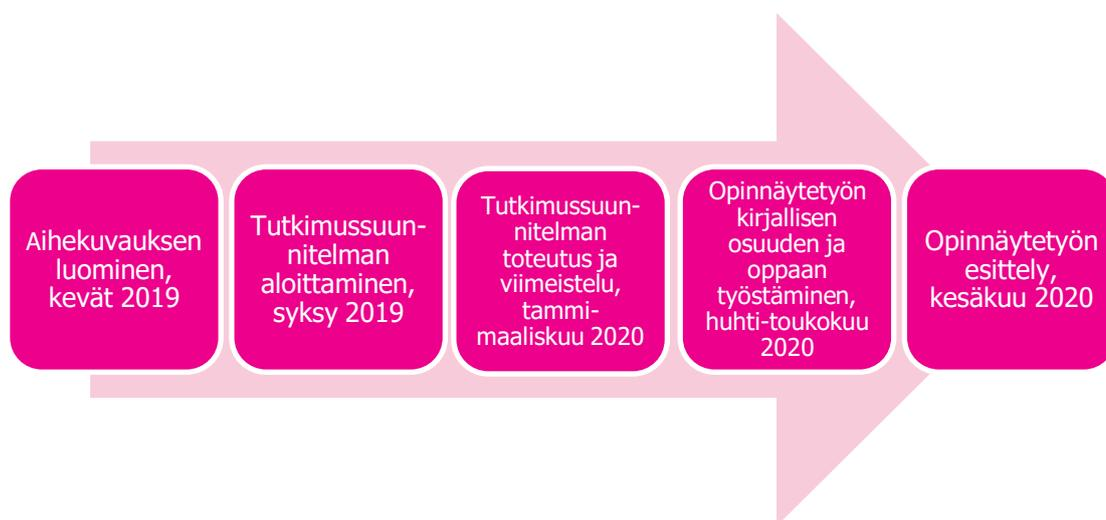 Aihekuvauksen
luominen,
kevät 2019
Tutkimussuun-
nitelman
aloittaminen,
syksy 2019
Tutkimussuun-
nitelman
toteutus ja
viimeistelu,
tammi-
maaliskuu 2020
Opinnäytetyön
kirjallisen
osuuden ja
oppaan
työstäminen,
huhti-toukokuu
2020
Opinnäytetyön
esittely,
kesäkuu 2020